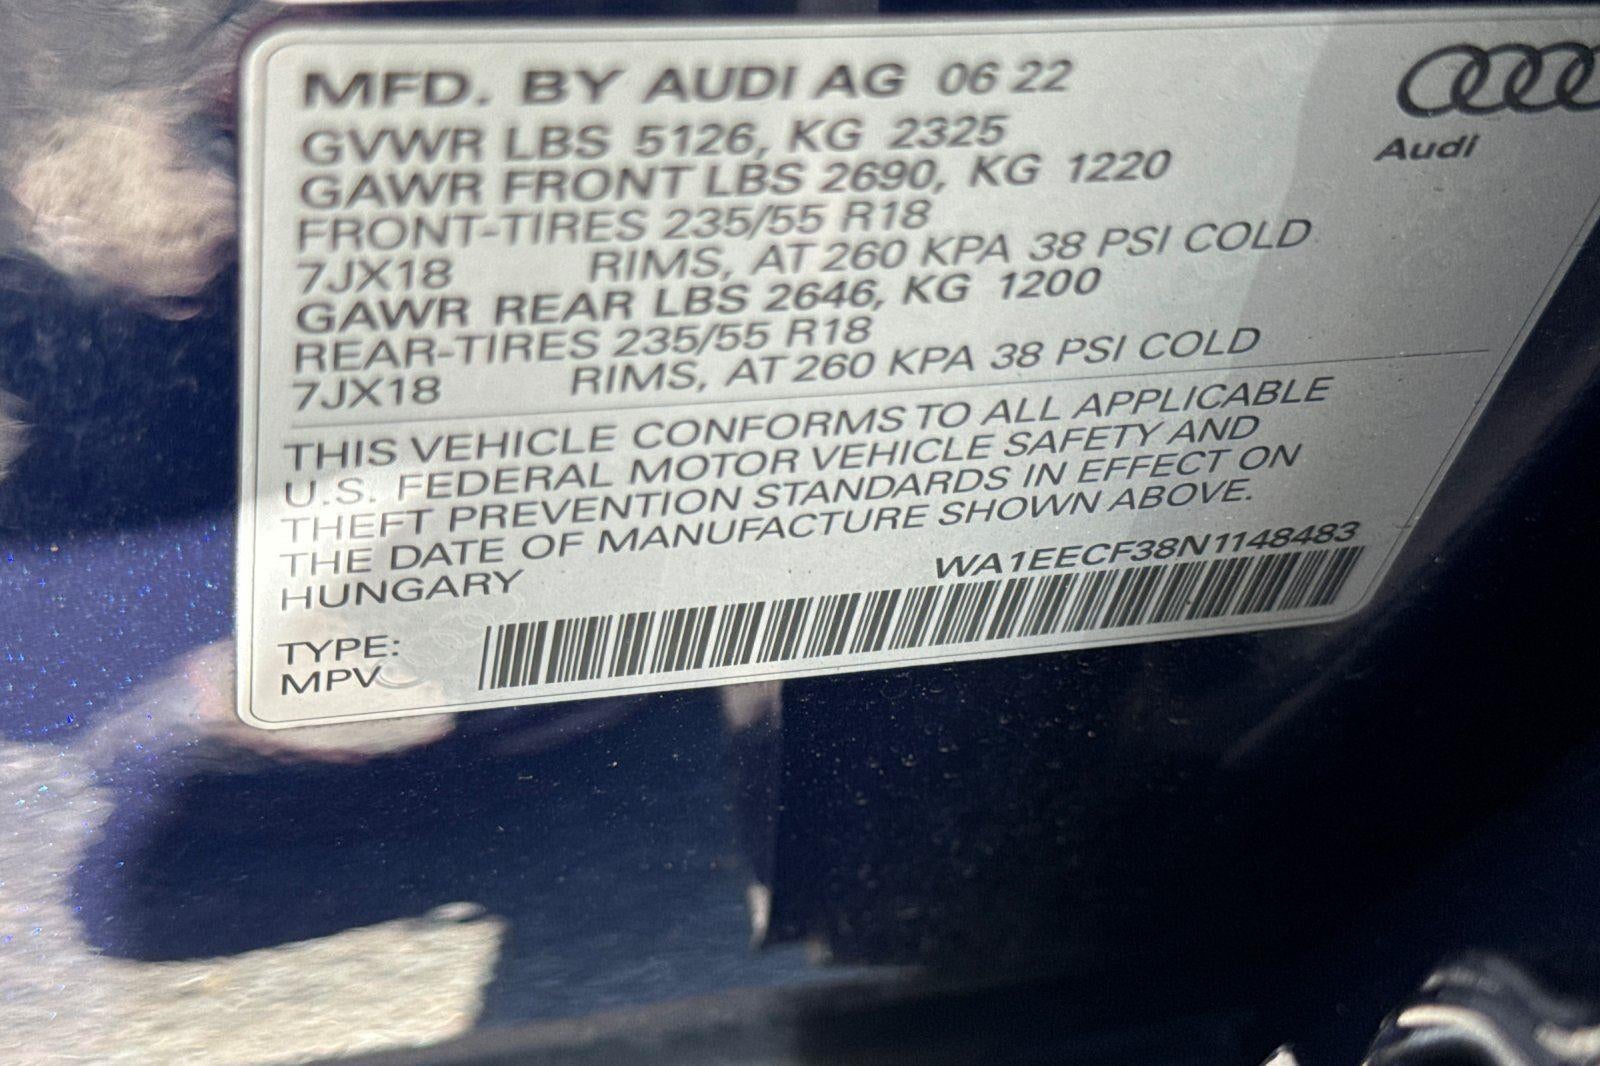 MFD. BY AUDI AG 06 22
GVWR LBS 5126, KG 2325
GAWR FRONT LBS 2690, KG 1220
FRONT-TIRES 235/55 R18
7JX18 RIMS, AT 260 KPA 38 PSI COLD
GAWR REAR LBS 2646, KG 1200
REAR-TIRES 235/55 R18
7JX18 RIMS, AT 260 KPA 38 PSI COLD
THIS VEHICLE CONFORMS TO ALL APPLICABLE
U.S. FEDERAL MOTOR VEHICLE SAFETY AND
THEFT PREVENTION STANDARDS IN EFFECT ON
THE DATE OF MANUFACTURE SHOWN ABOVE.
HUNGARY
WA1EECF38N1148483
TYPE:
MPV
Audi